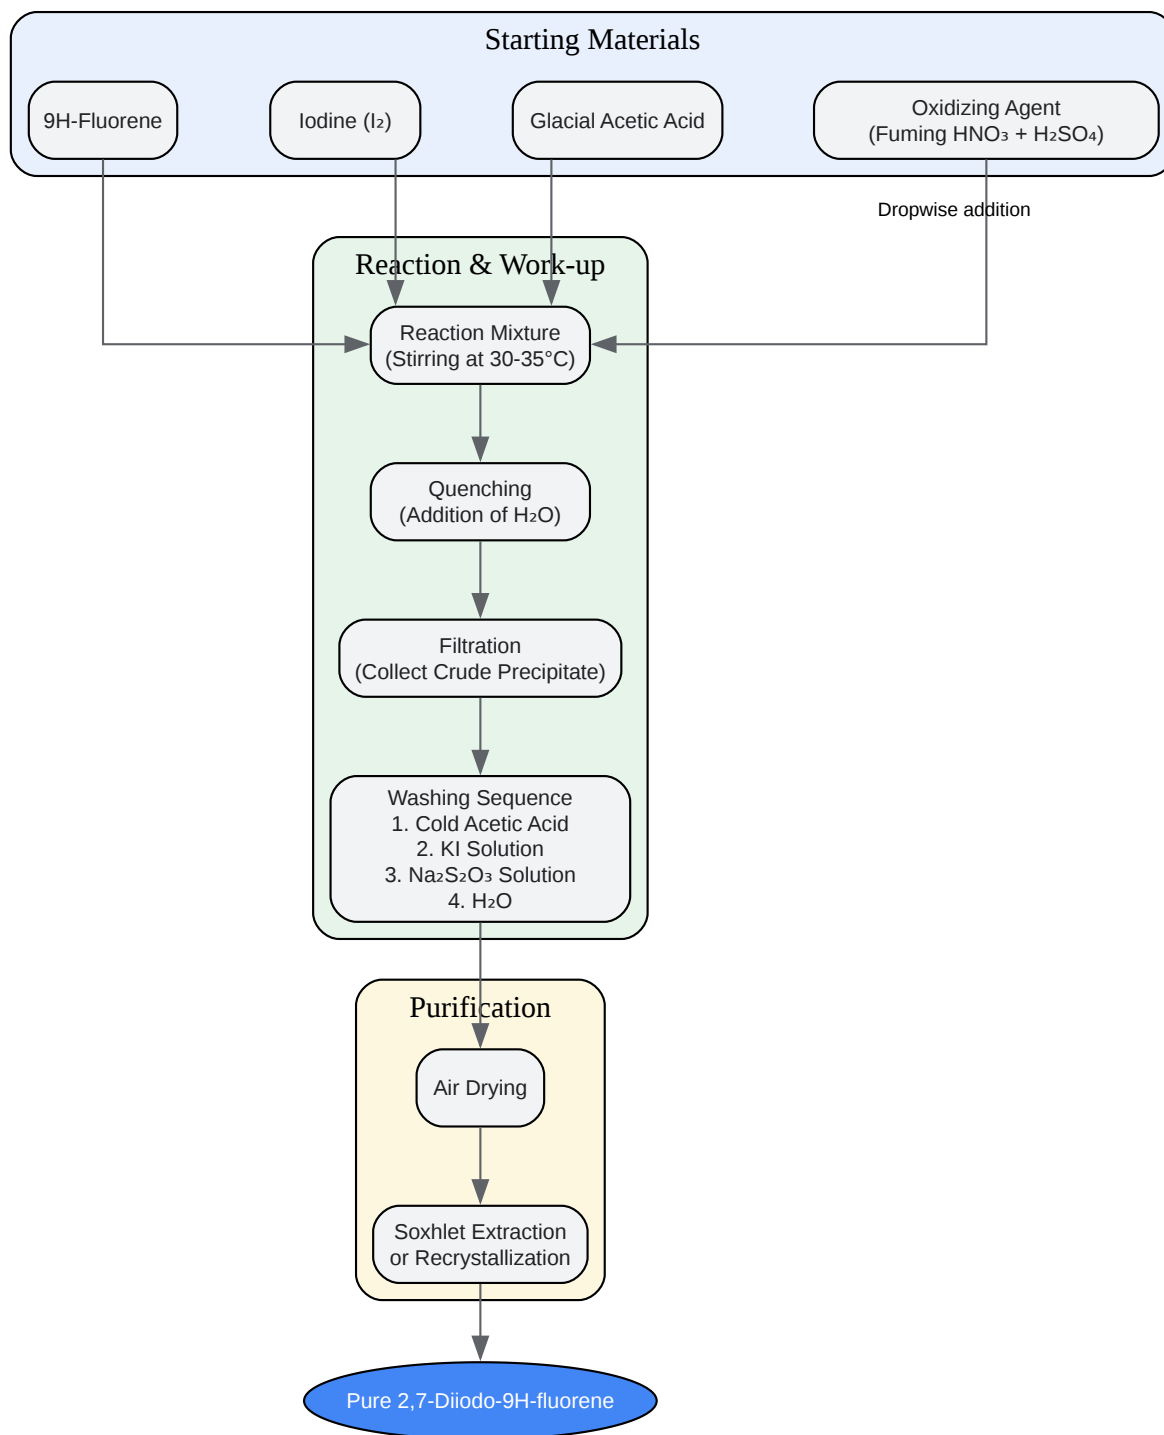 Starting Materials
9H-Fluorene
Iodine (I₂)
Glacial Acetic Acid
Oxidizing Agent
(Fuming HNO₃ + H₂SO₄)
Dropwise addition
Reaction & Work-up
Reaction Mixture
(Stirring at 30-35°C)
Quenching
(Addition of H₂O)
Filtration
(Collect Crude Precipitate)
Washing Sequence
1. Cold Acetic Acid
2. KI Solution
3. Na₂S₂O₃ Solution
4. H₂O
Purification
Air Drying
Soxhlet Extraction
or Recrystallization
Pure 2,7-Diiodo-9H-fluorene